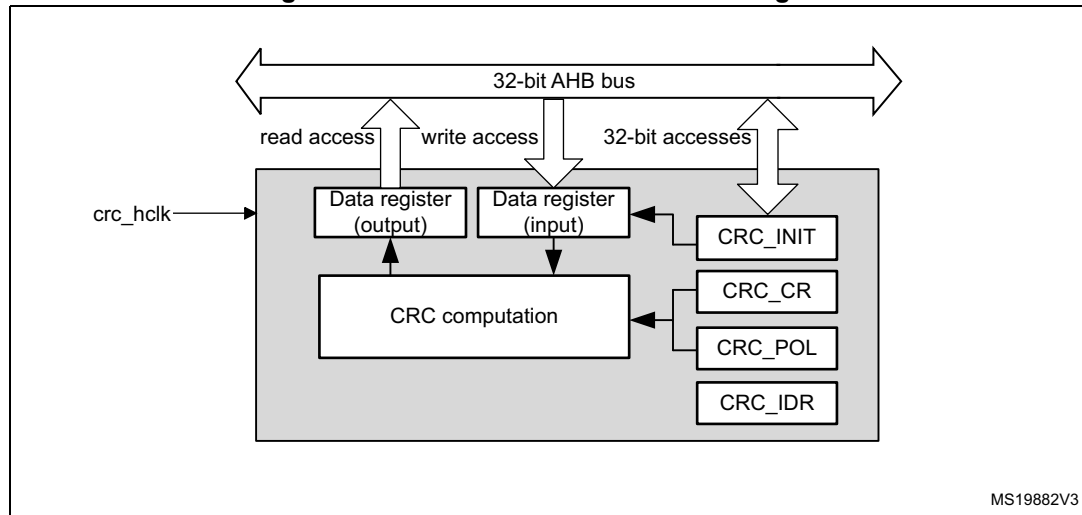 32-bit AHB bus
read access
write access
32-bit accesses
crc_hclk
Data register
(output)
Data register
(input)
CRC_INIT
CRC computation
CRC_CR
CRC_POL
CRC_IDR
MS19882V3